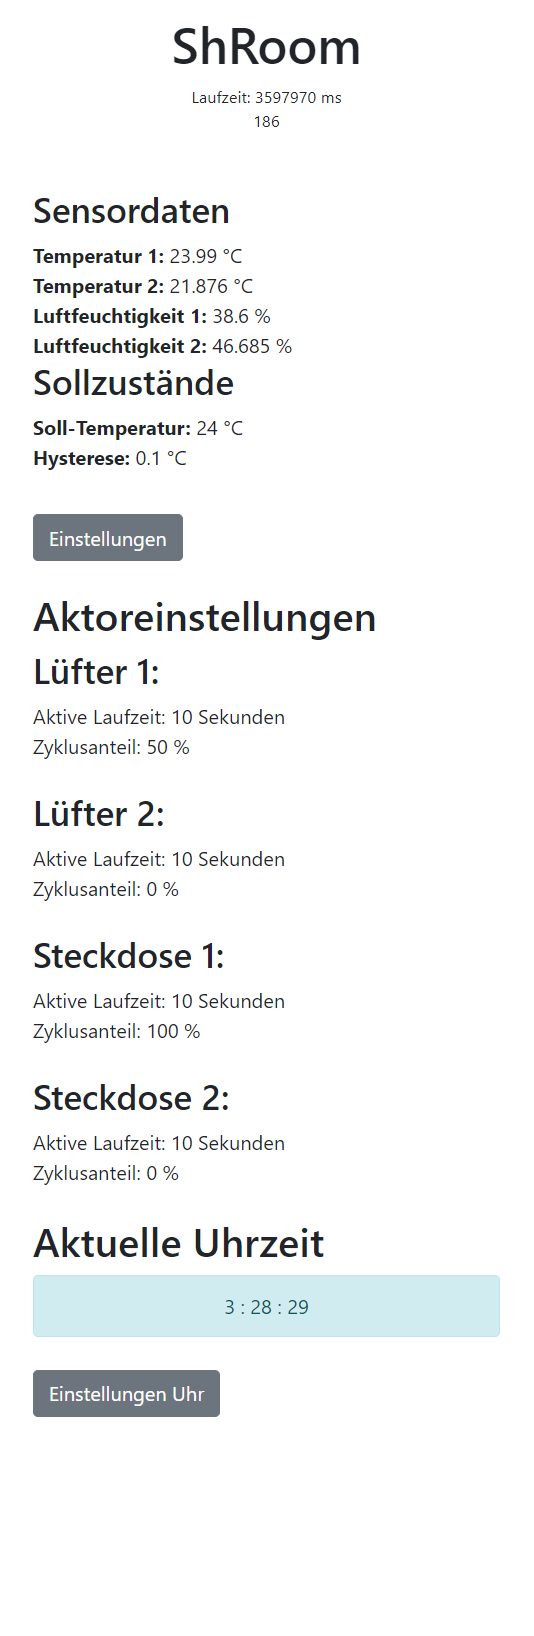 ShRoom
Laufzeit: 3597970 ms
186
Sensordaten
Temperatur 1: 23.99 °C
Temperatur 2: 21.876 °C
Luftfeuchtigkeit 1: 38.6 %
Luftfeuchtigkeit 2: 46.685 %
Sollzustände
Soll-Temperatur: 24 °C
Hysterese: 0.1 °C
Einstellungen
Aktoreinstellungen
Lüfter 1:
Aktive Laufzeit: 10 Sekunden
Zyklusanteil: 50 %
Lüfter 2:
Aktive Laufzeit: 10 Sekunden
Zyklusanteil: 0 %
Steckdose 1:
Aktive Laufzeit: 10 Sekunden
Zyklusanteil: 100 %
Steckdose 2:
Aktive Laufzeit: 10 Sekunden
Zyklusanteil: 0 %
Aktuelle Uhrzeit
3 : 28 : 29
Einstellungen Uhr